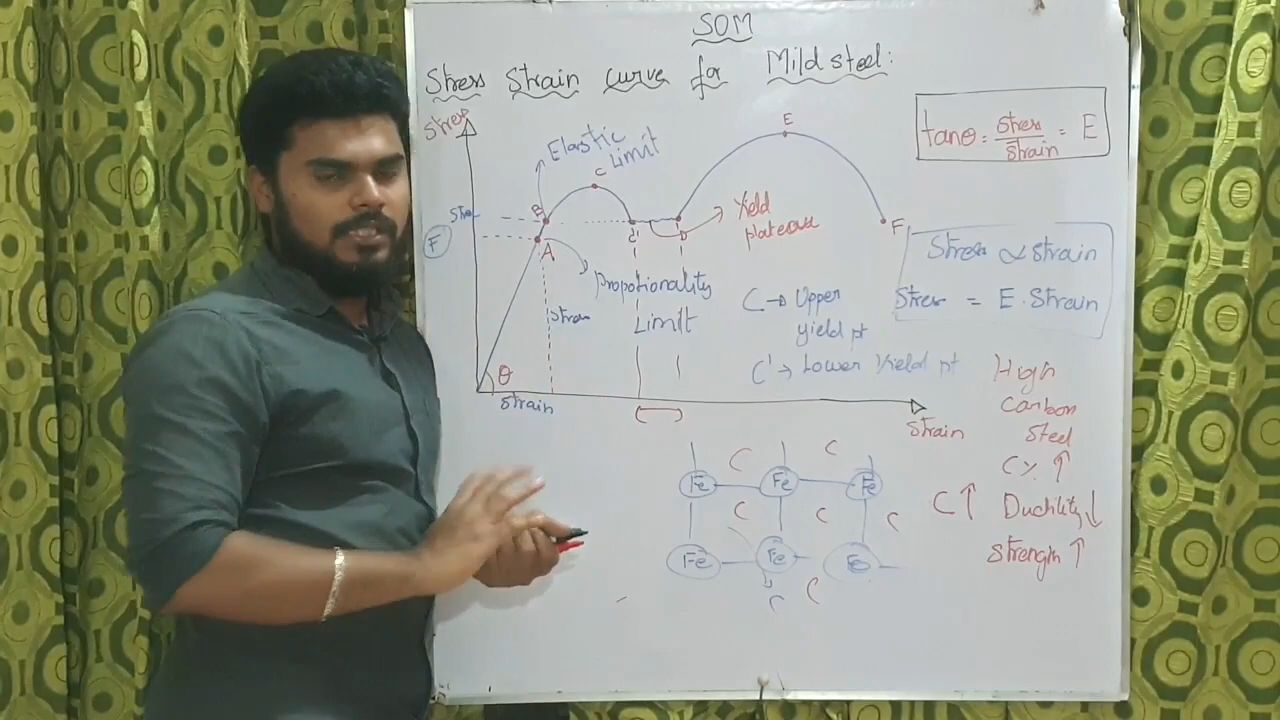 SOM
Stress Strain curve for Mild steel:
Stress
E
tanθ = stress/strain = E
Elastic
Limit
C
B
Yield
plateau
F
C'
D
A
F
Stress ∝ strain
Stress = E. Strain
Propotionality
Limit
C → Upper
yield pt
C' → Lower Yield pt
θ
Strain
Strain
High
Carbon
Steel
C% ↑
C ↑ Ductility ↓
Strength ↑
C C
Fe Fe Fe
C C C
Fe Fe Fe
C C